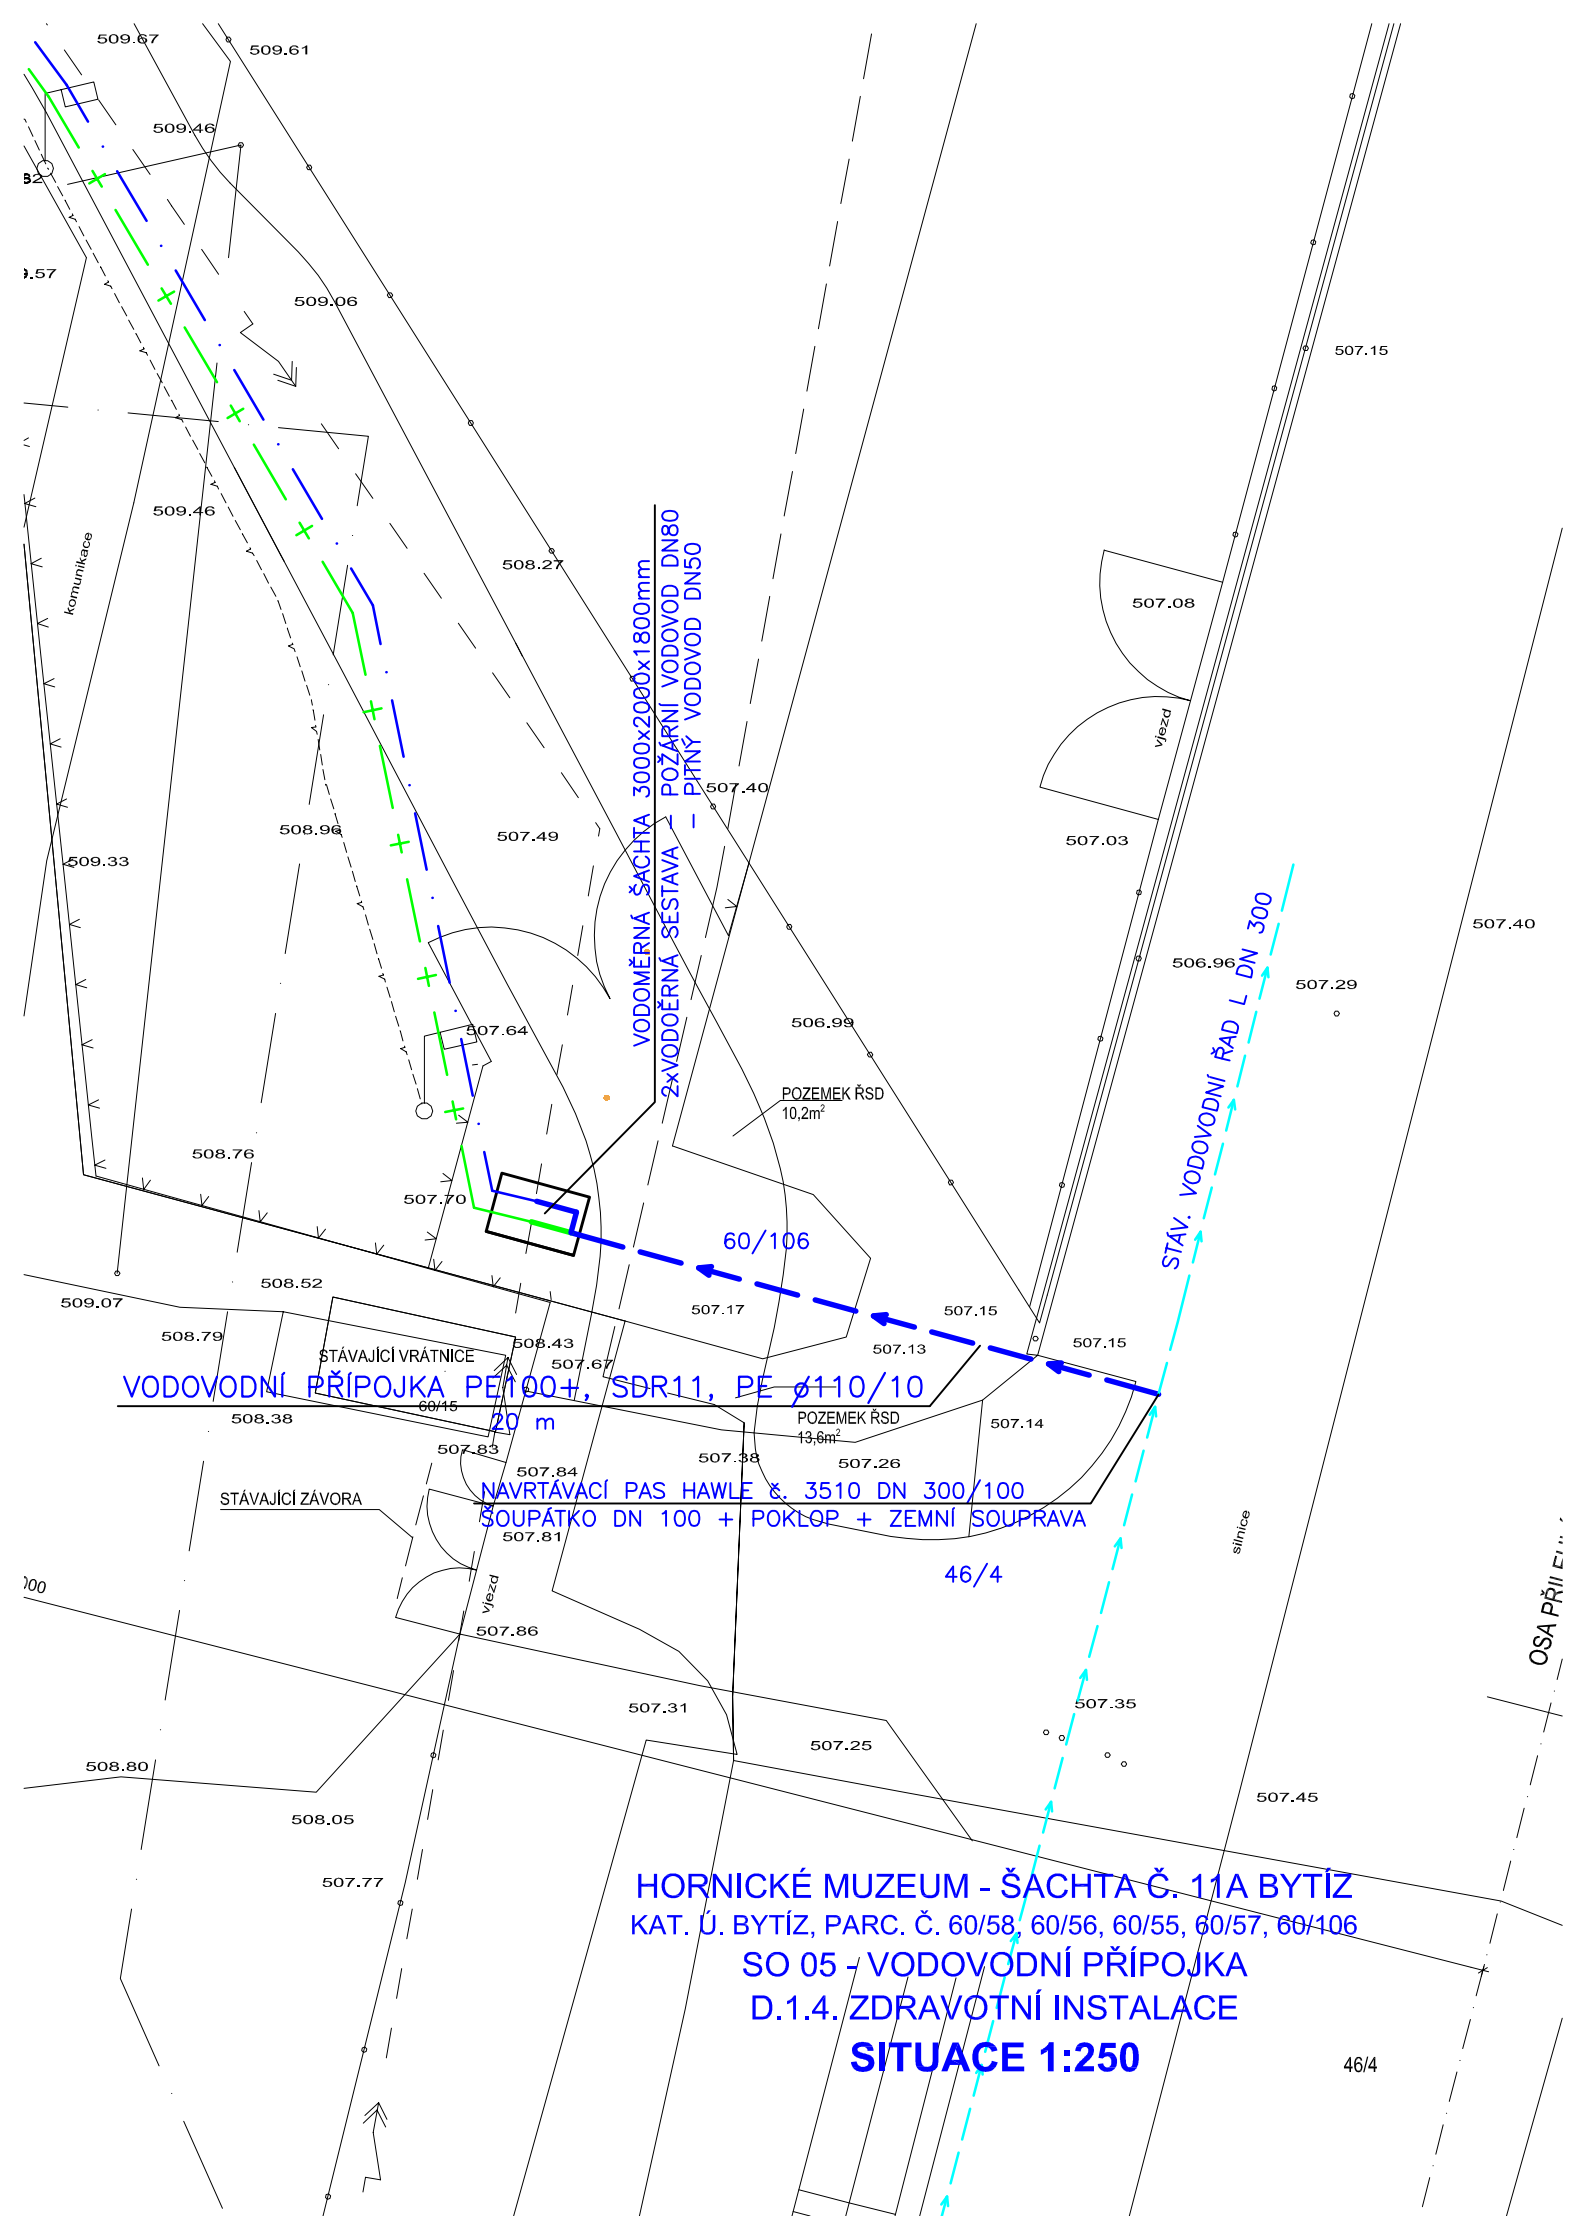 509.67
509.61
509.46
82
9.57
509.06
507.15
509.46
komunikace
508.27
507.08
vjezd
VODOMĚRNÁ ŠACHTA 3000x2000x1800mm
2xVODOĚRNÁ SESTAVA – POŽÁRNÍ VODOVOD DN80
– PITNÝ VODOVOD DN50
507.40
508.96
507.49
507.03
509.33
507.40
506.96
507.29
STÁV. VODOVODNÍ ŘAD L DN 300
506.99
507.64
POZEMEK ŘSD
10,2m²
508.76
507.70
60/106
508.52
509.07
507.17
507.15
507.15
508.79
508.43
507.13
STÁVAJÍCÍ VRÁTNICE
507.67
VODOVODNÍ PŘÍPOJKA PE100+, SDR11, PE ø110/10
20 m
60/15
508.38
POZEMEK ŘSD
13,6m²
507.14
507.83
507.38
507.26
507.84
STÁVAJÍCÍ ZÁVORA
NAVRTÁVACÍ PAS HAWLE č. 3510 DN 300/100
ŠOUPÁTKO DN 100 + POKLOP + ZEMNÍ SOUPRAVA
507.81
silnice
46/4
000
vjezd
507.86
OSA PŘILEHLÉ
507.31
507.35
507.25
508.80
507.45
508.05
507.77
HORNICKÉ MUZEUM - ŠACHTA Č. 11A BYTÍZ
KAT. Ú. BYTÍZ, PARC. Č. 60/58, 60/56, 60/55, 60/57, 60/106
SO 05 - VODOVODNÍ PŘÍPOJKA
D.1.4. ZDRAVOTNÍ INSTALACE
SITUACE 1:250
46/4